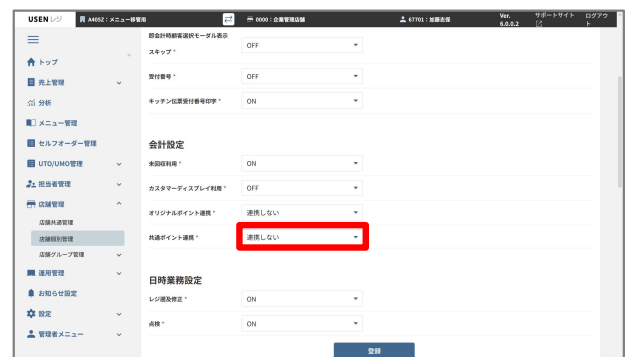 USEN レジ
A405Z：メニュー移管用
0000：企業管理店舗
67701：加藤志保
Ver.
6.0.0.2
サポートサイト
ログアウト
トップ
売上管理
分析
メニュー管理
セルフオーダー管理
UTO/UMO管理
担当者管理
店舗管理
店舗共通管理
店舗個別管理
店舗グループ管理
運用管理
お知らせ設定
設定
管理者メニュー
即会計時顧客選択モーダル表示
スキップ * OFF
受付番号 * OFF
キッチン伝票受付番号印字 * ON
会計設定
未回収利用 * ON
カスタマーディスプレイ利用 * OFF
オリジナルポイント連携 * 連携しない
共通ポイント連携 * 連携しない
日時業務設定
レジ遡及修正 * ON
点検 * ON
登録